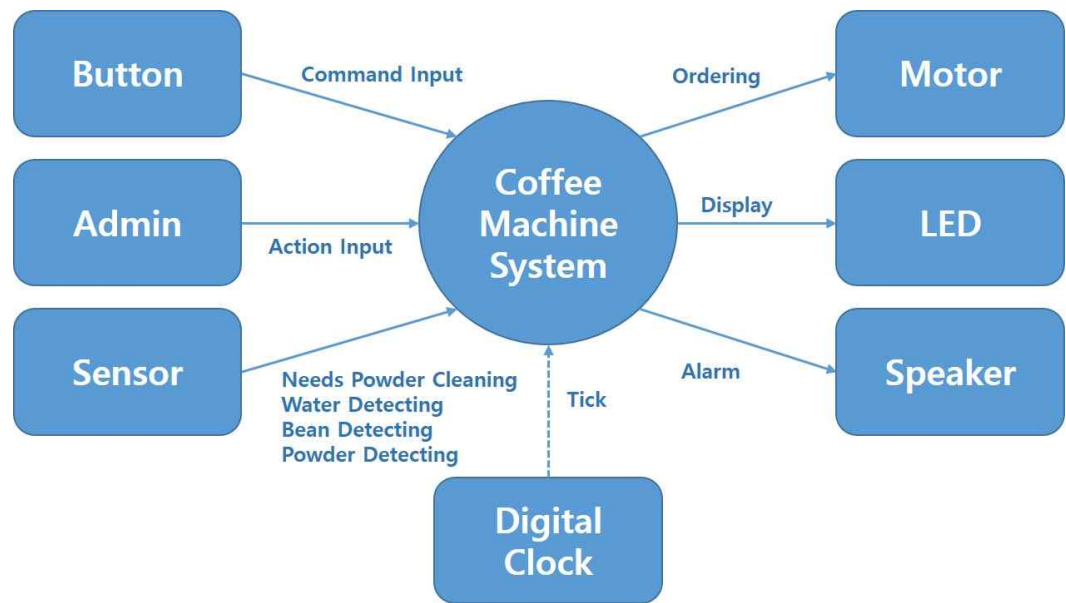 Button
Command Input
Ordering
Motor
Admin
Action Input
Coffee
Machine
System
Display
LED
Sensor
Needs Powder Cleaning
Water Detecting
Bean Detecting
Powder Detecting
Tick
Alarm
Speaker
Digital
Clock